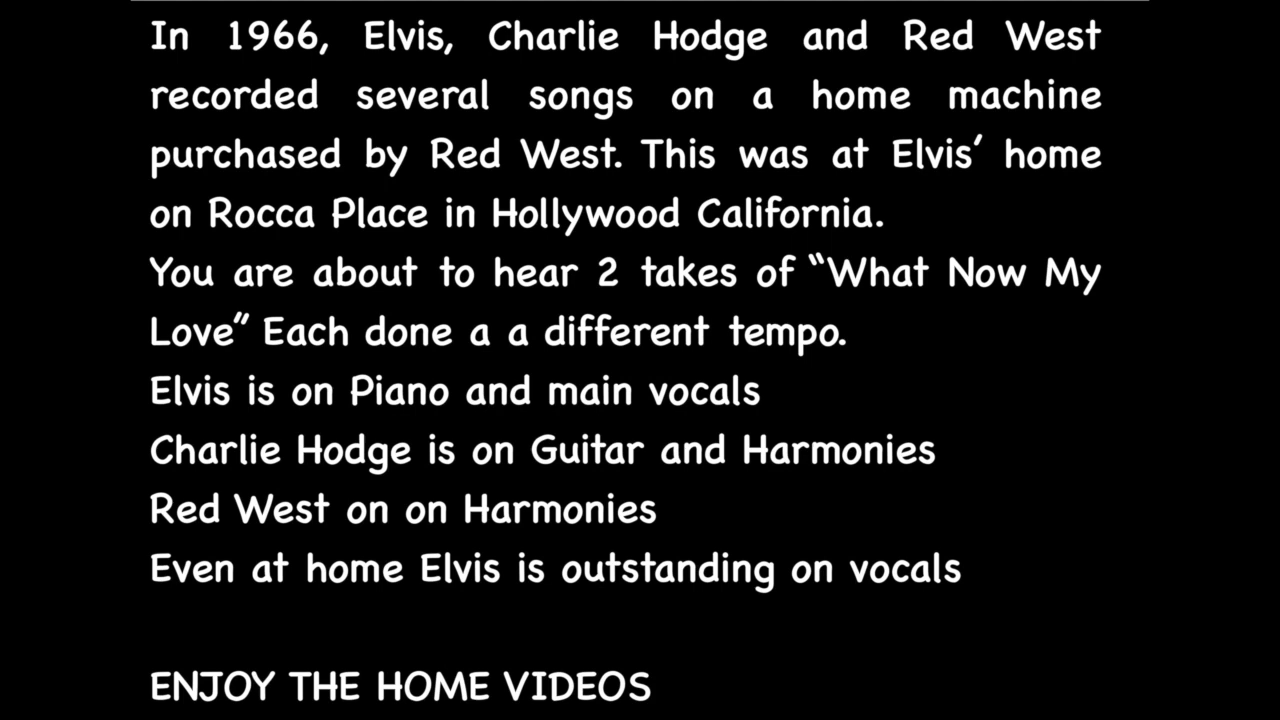 In 1966, Elvis, Charlie Hodge and Red West
recorded several songs on a home machine
purchased by Red West. This was at Elvis’ home
on Rocca Place in Hollywood California.
You are about to hear 2 takes of “What Now My
Love” Each done a a different tempo.
Elvis is on Piano and main vocals
Charlie Hodge is on Guitar and Harmonies
Red West on on Harmonies
Even at home Elvis is outstanding on vocals
ENJOY THE HOME VIDEOS